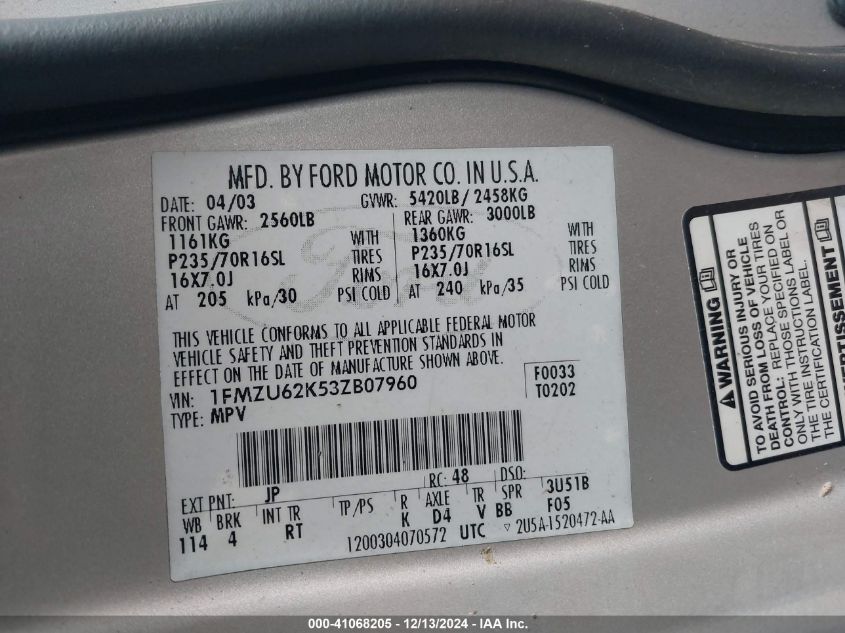 MFD. BY FORD MOTOR CO. IN U.S.A.
DATE: 04/03 GVWR: 5420LB/ 2458KG
FRONT GAWR: 2560LB REAR GAWR: 3000LB
1161KG WITH 1360KG WITH
P235/70R16SL TIRES P235/70R16SL TIRES
16X7.0J RIMS 16X7.0J RIMS
AT 205 kPa/30 PSI COLD AT 240 kPa/35 PSI COLD
Ford
THIS VEHICLE CONFORMS TO ALL APPLICABLE FEDERAL MOTOR
VEHICLE SAFETY AND THEFT PREVENTION STANDARDS IN
EFFECT ON THE DATE OF MANUFACTURE SHOWN ABOVE.
VIN: 1FMZU62K53ZB07960 F0033
TYPE: MPV T0202
RC: 48 DSO:
EXT PNT: JP 3U51B
WB BRK INT TR TP/PS R AXLE TR SPR F05
114 4 RT K D4 V BB
1200304070572 UTC 2U5A-1520472-AA
WARNING
TO AVOID SERIOUS INJURY OR
DEATH FROM LOSS OF VEHICLE
CONTROL: REPLACE YOUR TIRES
ONLY WITH THOSE SPECIFIED ON
TIRE INSTRUCTIONS LABEL OR
THE CERTIFICATION LABEL.
VERTISSEMENT
000-41068205 - 12/13/2024 - IAA Inc.